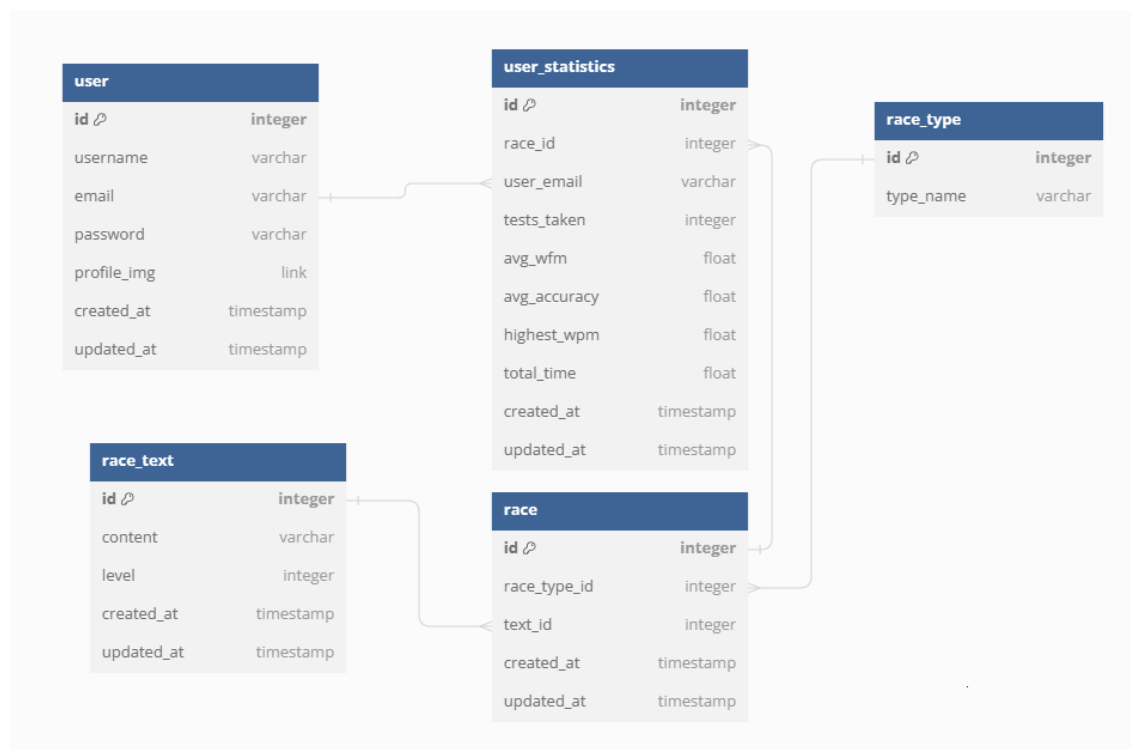 user
id integer
username varchar
email varchar
password varchar
profile_img link
created_at timestamp
updated_at timestamp
user_statistics
id integer
race_id integer
user_email varchar
tests_taken integer
avg_wfm float
avg_accuracy float
highest_wpm float
total_time float
created_at timestamp
updated_at timestamp
race_type
id integer
type_name varchar
race_text
id integer
content varchar
level integer
created_at timestamp
updated_at timestamp
race
id integer
race_type_id integer
text_id integer
created_at timestamp
updated_at timestamp